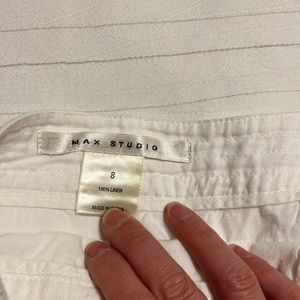 MAX STUDIO
8
100% LINEN
MADE IN